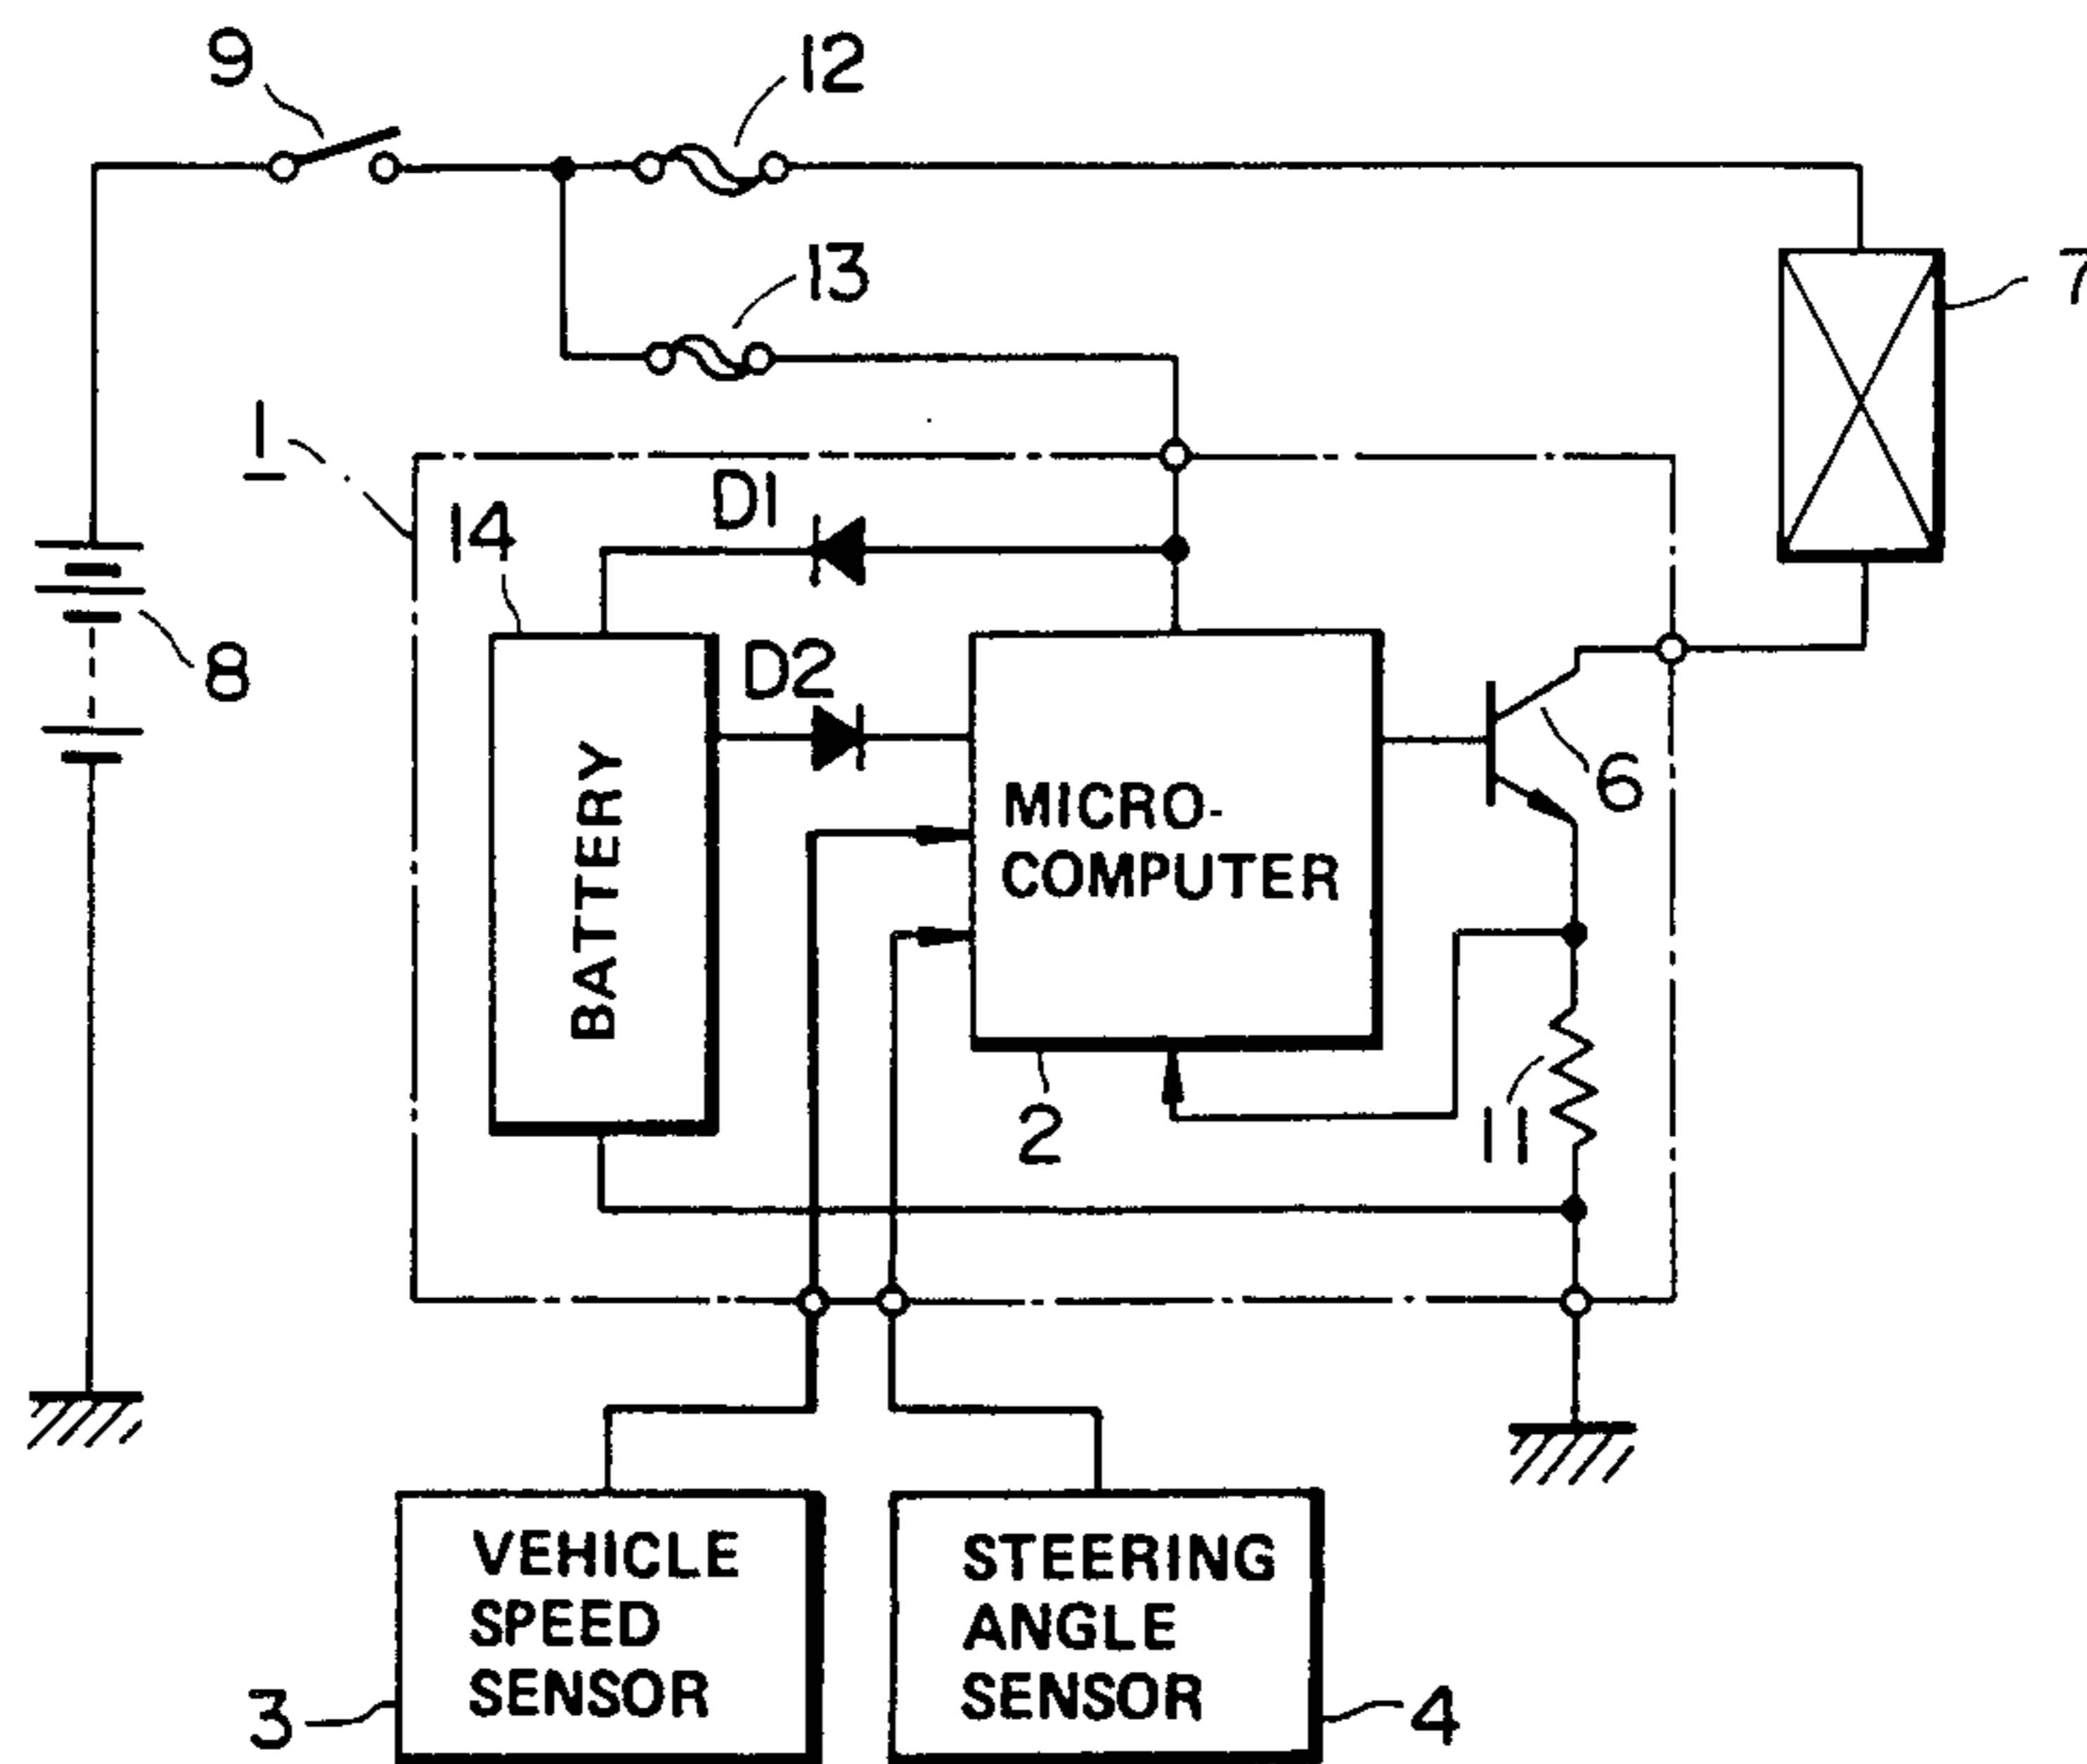 9
12
13
7
1
14
D1
8
D2
BATTERY
MICRO-
COMPUTER
6
2
11
VEHICLE
SPEED
SENSOR
3
STEERING
ANGLE
SENSOR
4